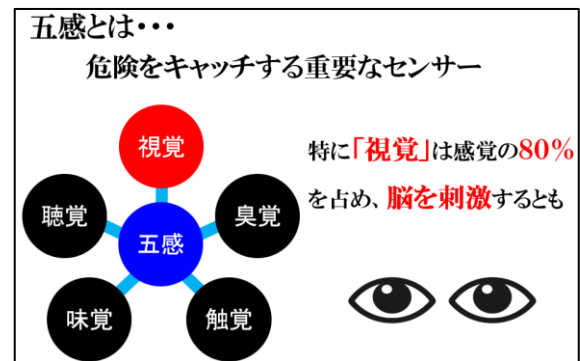 五感とは・・・
危険をキャッチする重要なセンサー
視覚
特に「視覚」は感覚の80%
を占め、脳を刺激するとも
聴覚
臭覚
五感
味覚
触覚